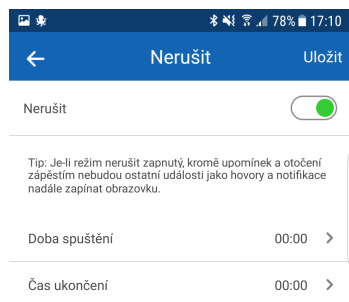 78% 17:10
Nerušit
Uložit
Nerušit
Tip: Je-li režim nerušit zapnutý, kromě upomínek a otočení
zápěstím nebudou ostatní události jako hovory a notifikace
nadále zapínat obrazovku.
Doba spuštění 00:00
Čas ukončení 00:00